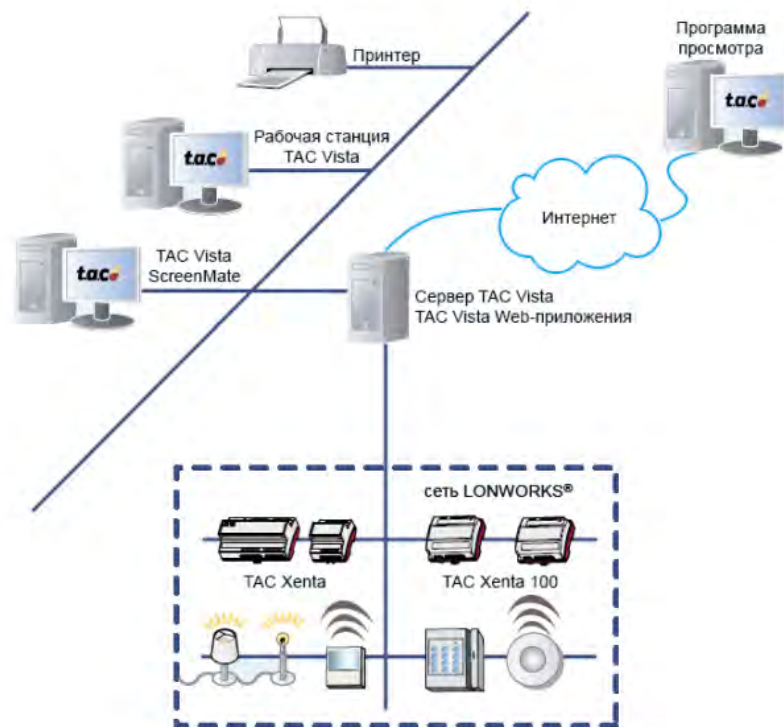 Программа
просмотра
t.a.c.
Принтер
Рабочая станция
TAC Vista
t.a.c.
Интернет
TAC Vista
ScreenMate
t.a.c.
Сервер TAC Vista
TAC Vista Web-приложения
сеть LONWORKS®
TAC Xenta
TAC Xenta 100